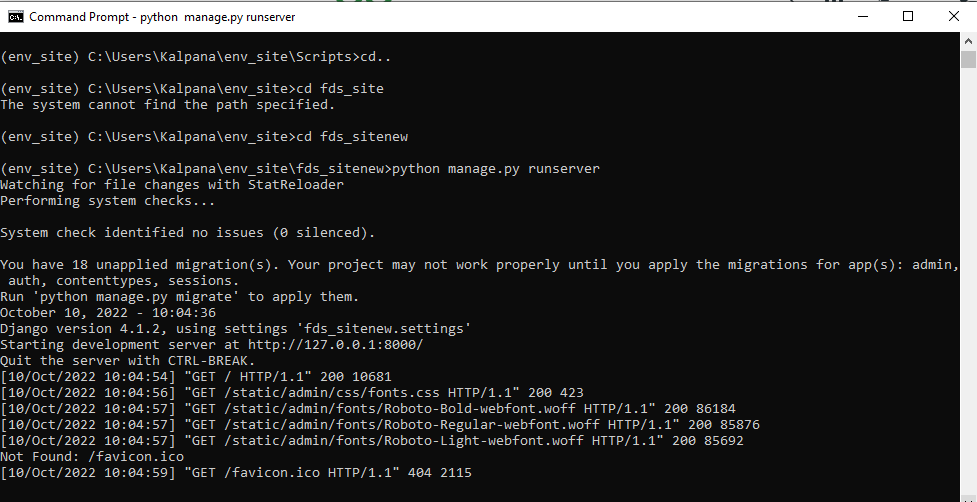 Command Prompt - python  manage.py runserver
(env_site) C:\Users\Kalpana\env_site\Scripts>cd..
(env_site) C:\Users\Kalpana\env_site>cd fds_site
The system cannot find the path specified.
(env_site) C:\Users\Kalpana\env_site>cd fds_sitenew
(env_site) C:\Users\Kalpana\env_site\fds_sitenew>python manage.py runserver
Watching for file changes with StatReloader
Performing system checks...
System check identified no issues (0 silenced).
You have 18 unapplied migration(s). Your project may not work properly until you apply the migrations for app(s): admin,
 auth, contenttypes, sessions.
Run 'python manage.py migrate' to apply them.
October 10, 2022 - 10:04:36
Django version 4.1.2, using settings 'fds_sitenew.settings'
Starting development server at http://127.0.0.1:8000/
Quit the server with CTRL-BREAK.
[10/Oct/2022 10:04:54] "GET / HTTP/1.1" 200 10681
[10/Oct/2022 10:04:56] "GET /static/admin/css/fonts.css HTTP/1.1" 200 423
[10/Oct/2022 10:04:57] "GET /static/admin/fonts/Roboto-Bold-webfont.woff HTTP/1.1" 200 86184
[10/Oct/2022 10:04:57] "GET /static/admin/fonts/Roboto-Regular-webfont.woff HTTP/1.1" 200 85876
[10/Oct/2022 10:04:57] "GET /static/admin/fonts/Roboto-Light-webfont.woff HTTP/1.1" 200 85692
Not Found: /favicon.ico
[10/Oct/2022 10:04:59] "GET /favicon.ico HTTP/1.1" 404 2115